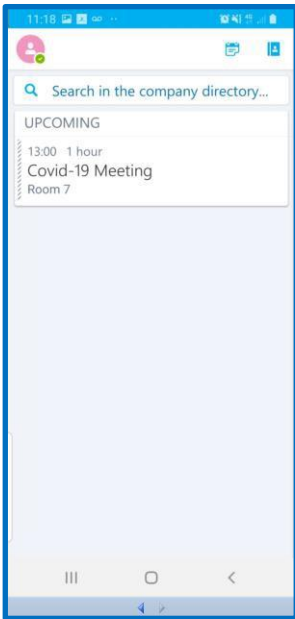 11:18
Search in the company directory...
UPCOMING
13:00 1 hour
Covid-19 Meeting
Room 7